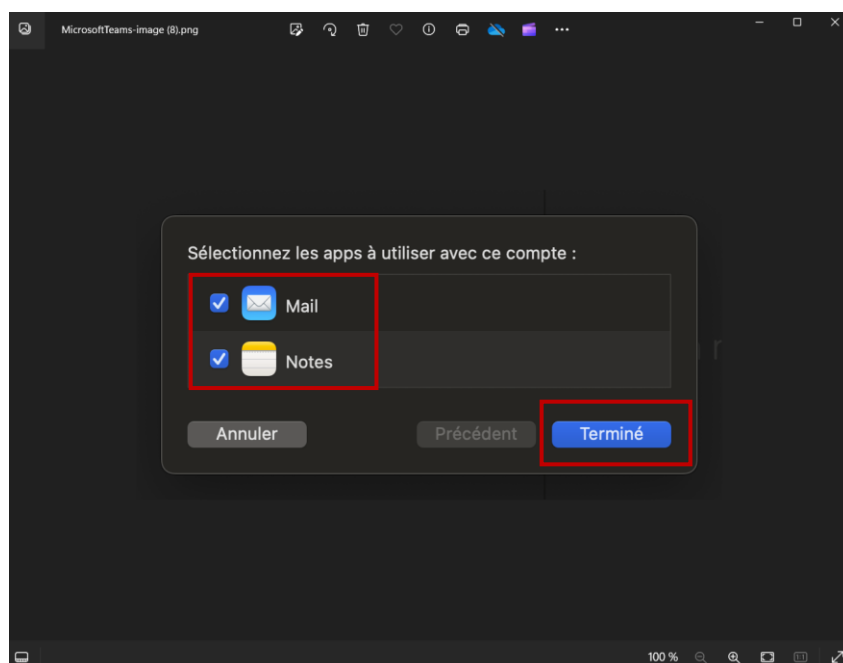 MicrosoftTeams-image (8).png
Sélectionnez les apps à utiliser avec ce compte :
Mail
Notes
Annuler Précédent Terminé
100 %